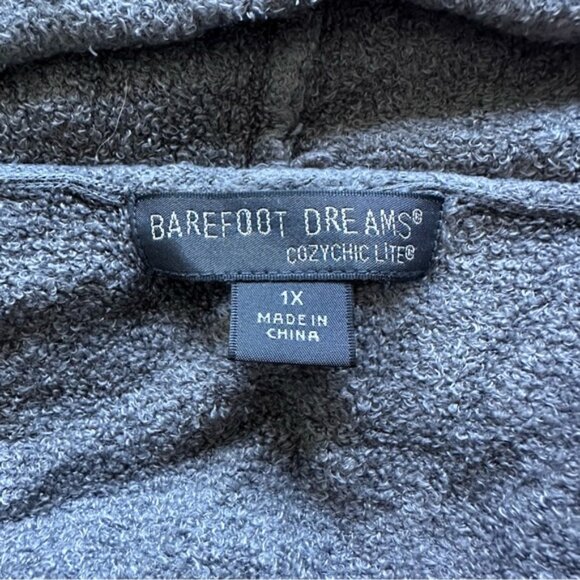 BAREFOOT DREAMS®
COZYCHIC LITE®
1X
MADE IN
CHINA